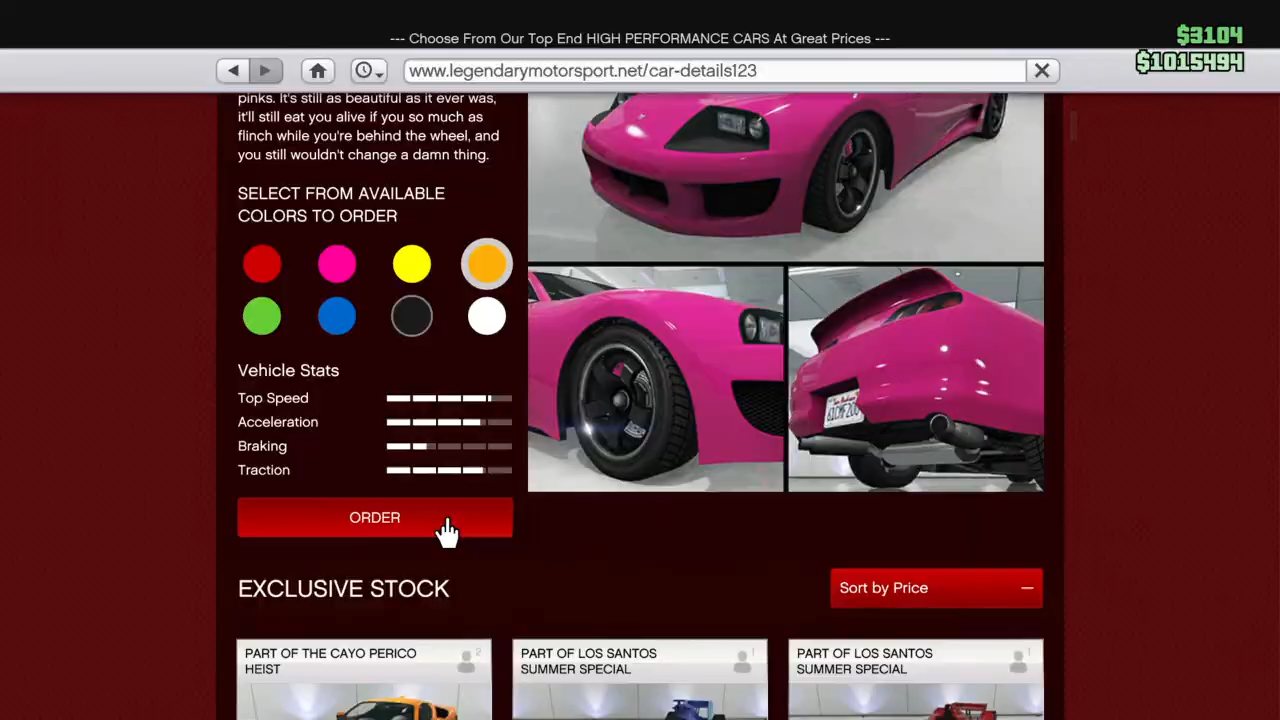 --- Choose From Our Top End HIGH PERFORMANCE CARS At Great Prices ---
$3104
$1015494
www.legendarymotorsport.net/car-details123
pinks. It's still as beautiful as it ever was,
it'll still eat you alive if you so much as
flinch while you're behind the wheel, and
you still wouldn't change a damn thing.
SELECT FROM AVAILABLE
COLORS TO ORDER
Vehicle Stats
Top Speed
Acceleration
Braking
Traction
ORDER
EXCLUSIVE STOCK
Sort by Price
PART OF THE CAYO PERICO
HEIST
2
PART OF LOS SANTOS
SUMMER SPECIAL
1
PART OF LOS SANTOS
SUMMER SPECIAL
1